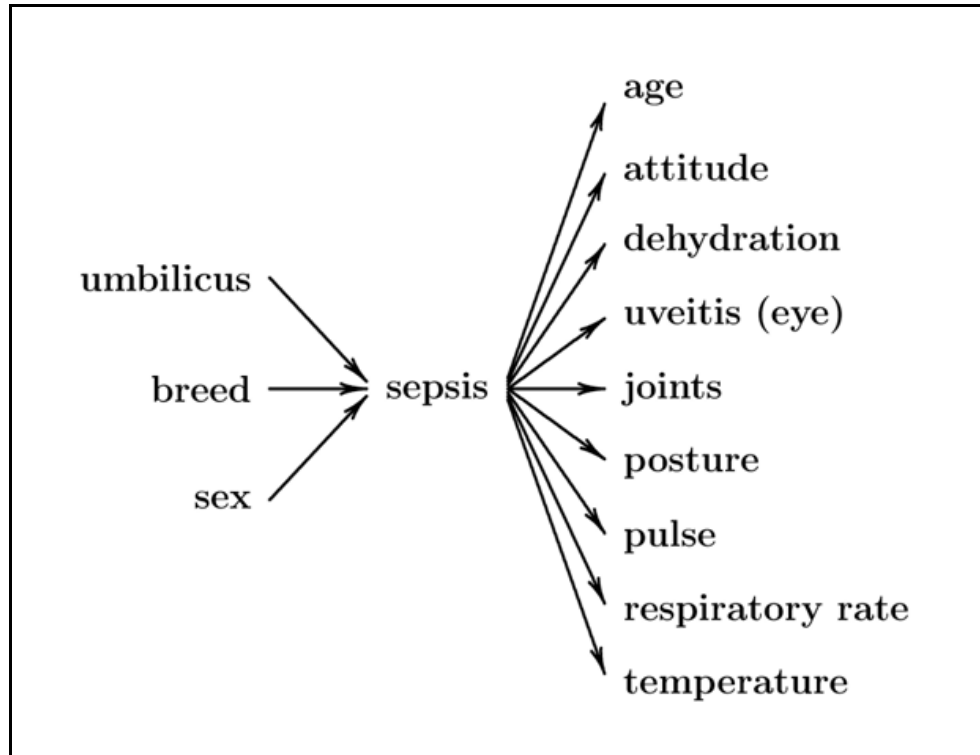 umbilicus
breed
sex
sepsis
age
attitude
dehydration
uveitis (eye)
joints
posture
pulse
respiratory rate
temperature